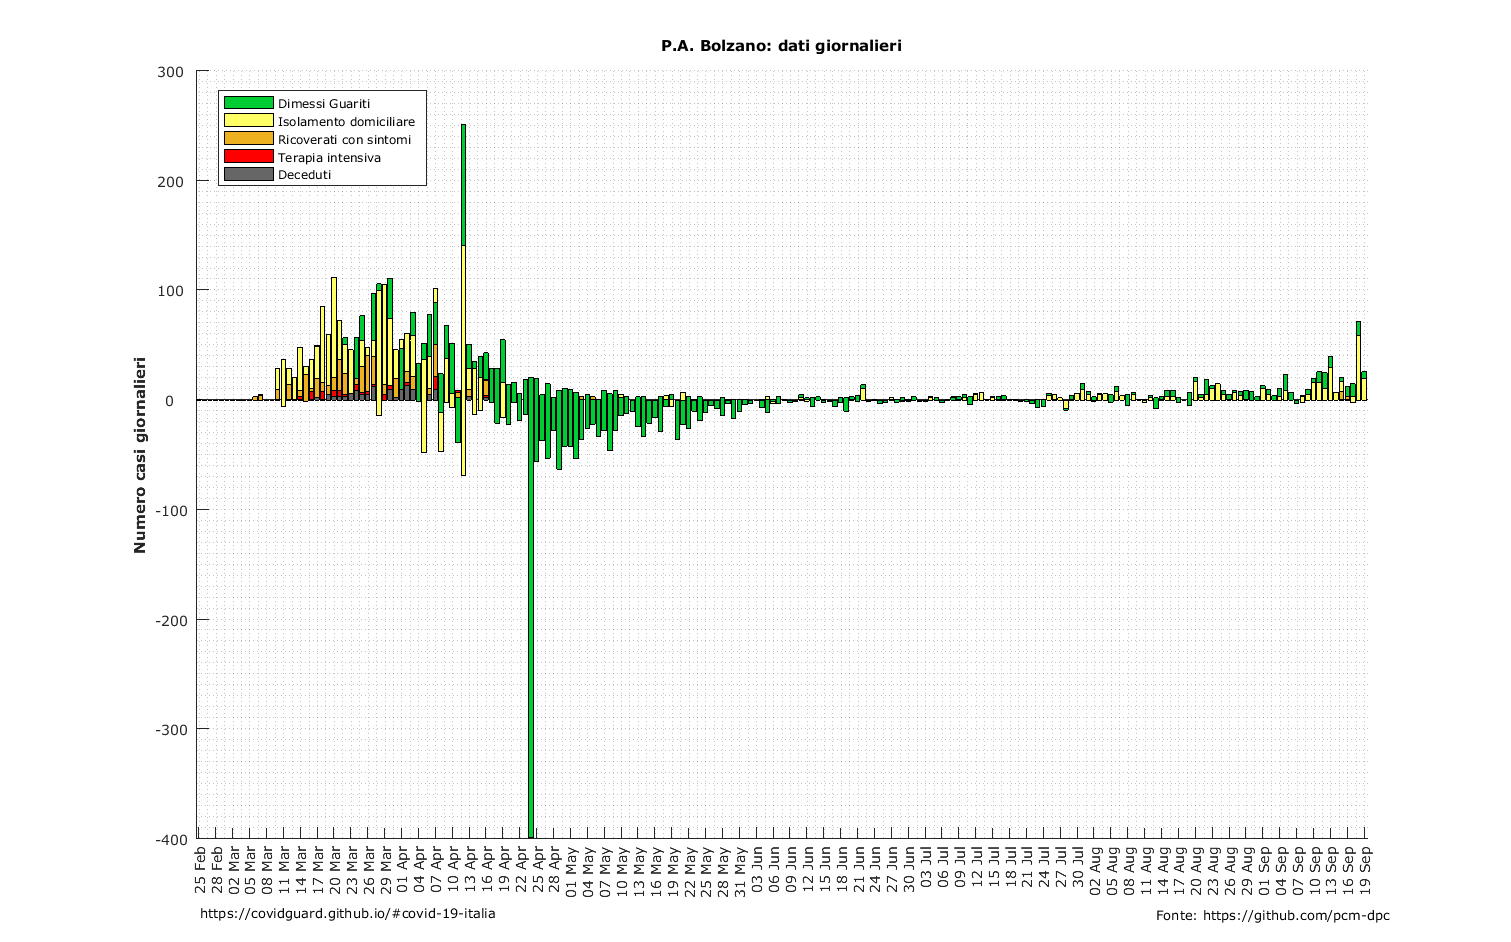 P.A. Bolzano: dati giornalieri
300
200
100
0
-100
-200
-300
-400
Numero casi giornalieri
Dimessi Guariti
Isolamento domiciliare
Ricoverati con sintomi
Terapia intensiva
Deceduti
25 Feb
28 Feb
02 Mar
05 Mar
08 Mar
11 Mar
14 Mar
17 Mar
20 Mar
23 Mar
26 Mar
29 Mar
01 Apr
04 Apr
07 Apr
10 Apr
13 Apr
16 Apr
19 Apr
22 Apr
25 Apr
28 Apr
01 May
04 May
07 May
10 May
13 May
16 May
19 May
22 May
25 May
28 May
31 May
03 Jun
06 Jun
09 Jun
12 Jun
15 Jun
18 Jun
21 Jun
24 Jun
27 Jun
30 Jun
03 Jul
06 Jul
09 Jul
12 Jul
15 Jul
18 Jul
21 Jul
24 Jul
27 Jul
30 Jul
02 Aug
05 Aug
08 Aug
11 Aug
14 Aug
17 Aug
20 Aug
23 Aug
26 Aug
29 Aug
01 Sep
04 Sep
07 Sep
10 Sep
13 Sep
16 Sep
19 Sep
https://covidguard.github.io/#covid-19-italia
Fonte: https://github.com/pcm-dpc